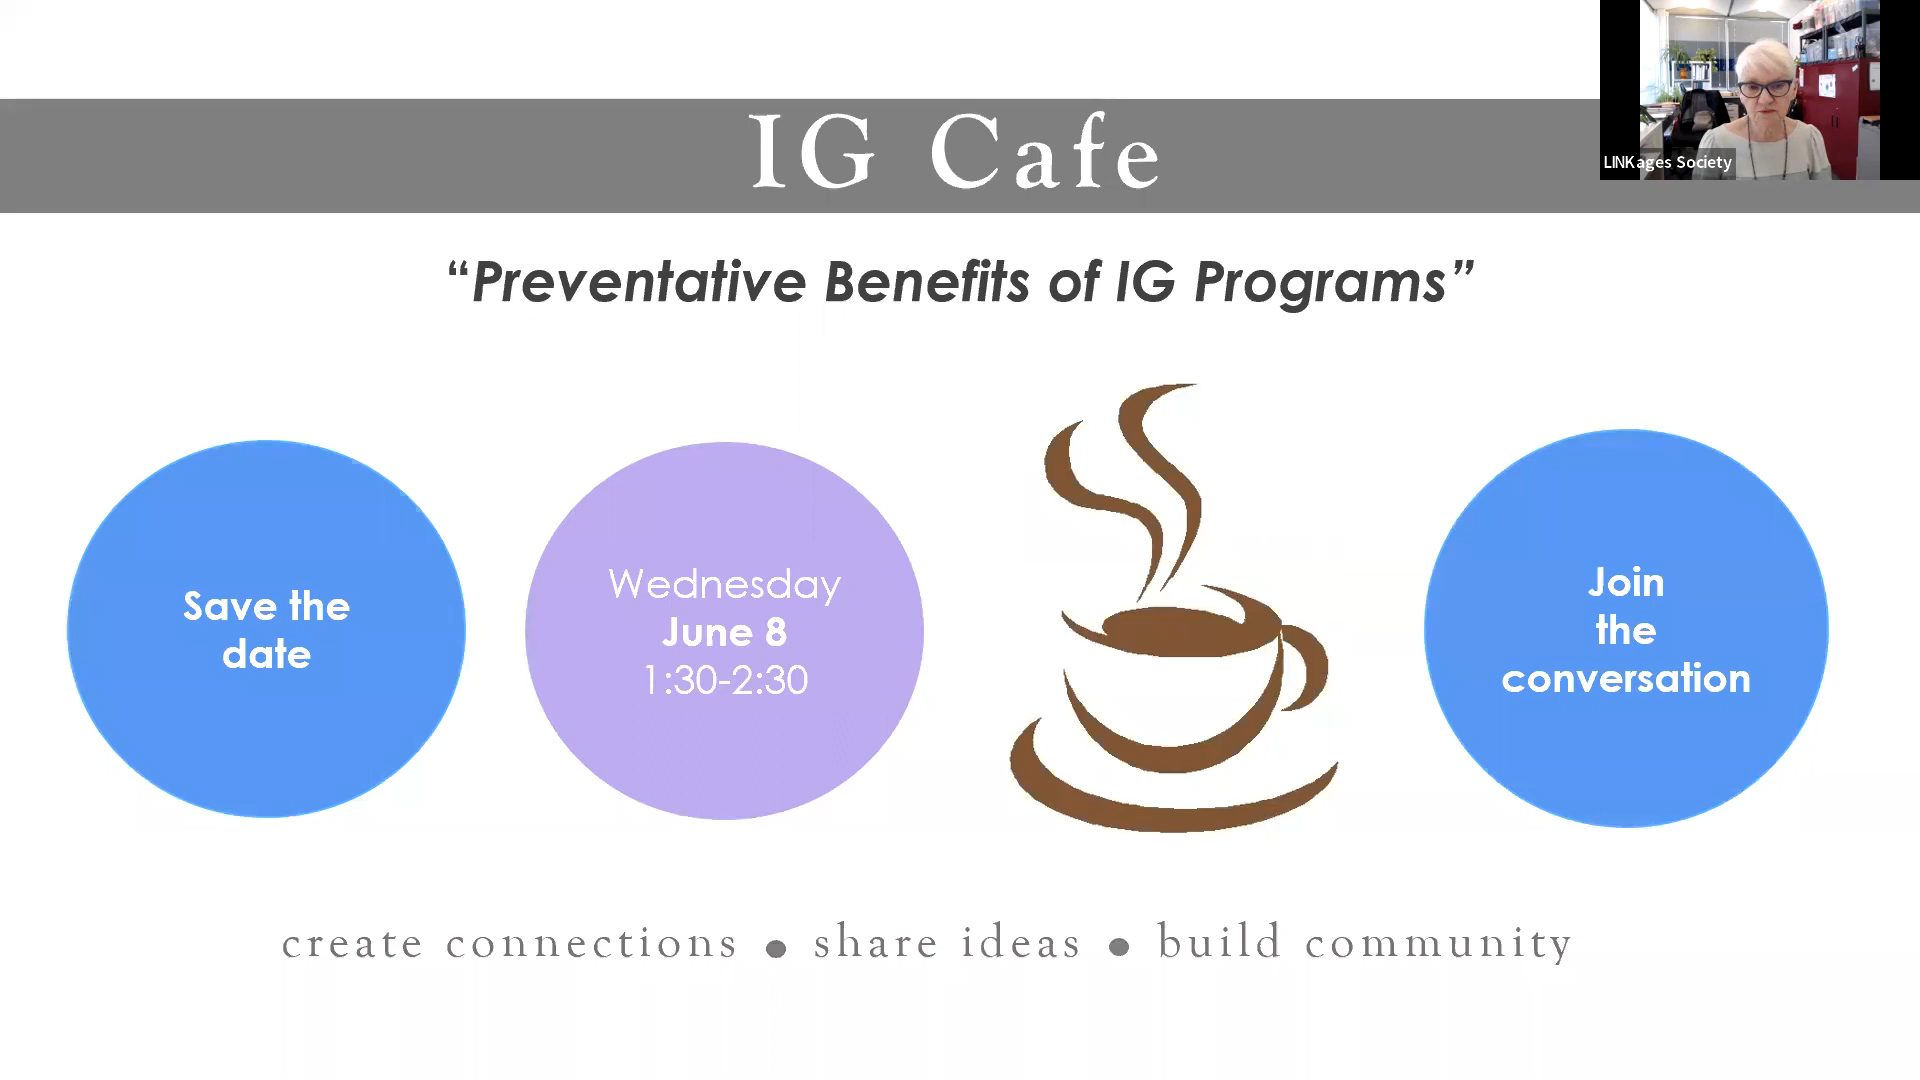 IG Cafe
LINKages Society
“Preventative Benefits of IG Programs”
Save the
date
Wednesday
June 8
1:30-2:30
Join
the
conversation
create connections ● share ideas ● build community